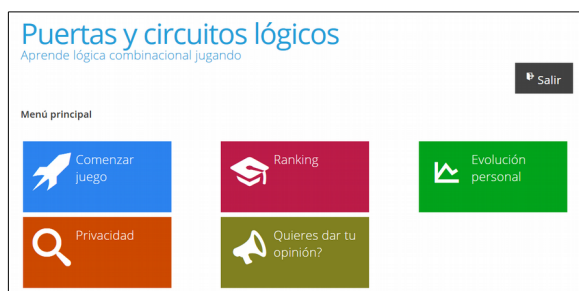 Puertas y circuitos lógicos
Aprende lógica combinacional jugando
Salir
Menú principal
Comenzar
juego
Ranking
Evolución
personal
Privacidad
Quieres dar tu
opinión?